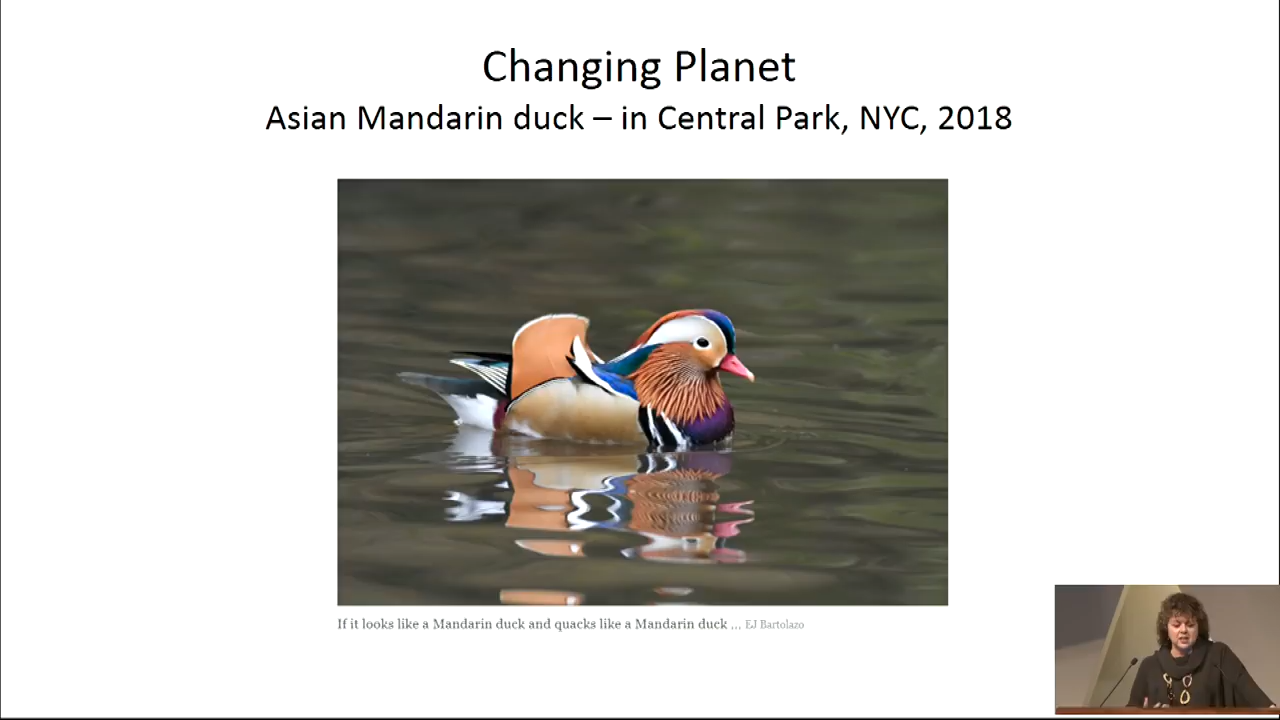 Changing Planet
Asian Mandarin duck – in Central Park, NYC, 2018
If it looks like a Mandarin duck and quacks like a Mandarin duck ... EJ Bartolazo